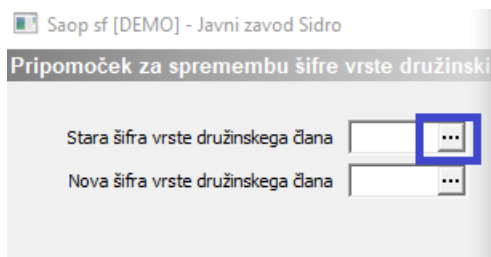 Saop sf [DEMO] - Javni zavod Sidro
Pripomoček za spremembu šifre vrste družinski
Stara šifra vrste družinskega člana ...
Nova šifra vrste družinskega člana ...